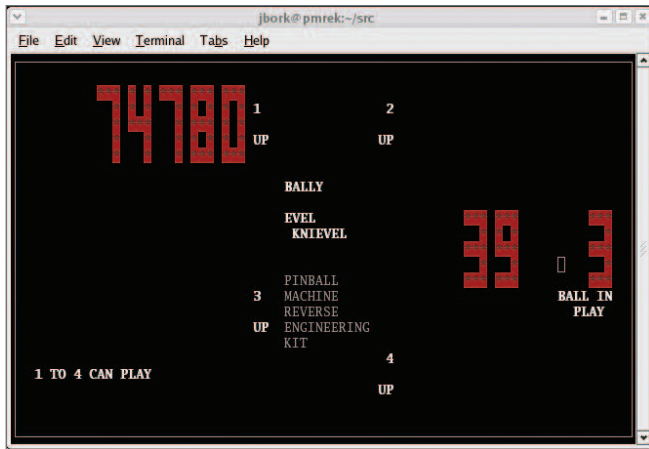 jbork@pmrek:~/src
File Edit View Terminal Tabs Help
74780
1
UP
2
UP
BALLY
EVEL
KNIEVEL
39 3
BALL IN
PLAY
PINBALL
MACHINE
REVERSE
ENGINEERING
KIT
3
UP
4
UP
1 TO 4 CAN PLAY